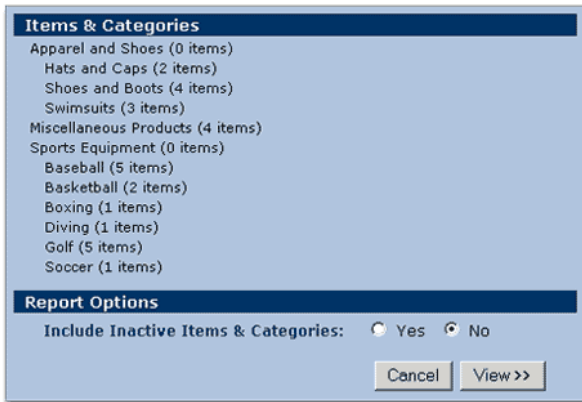 Items & Categories
Apparel and Shoes (0 items)
Hats and Caps (2 items)
Shoes and Boots (4 items)
Swimsuits (3 items)
Miscellaneous Products (4 items)
Sports Equipment (0 items)
Baseball (5 items)
Basketball (2 items)
Boxing (1 items)
Diving (1 items)
Golf (5 items)
Soccer (1 items)
Report Options
Include Inactive Items & Categories: Yes No
Cancel View>>